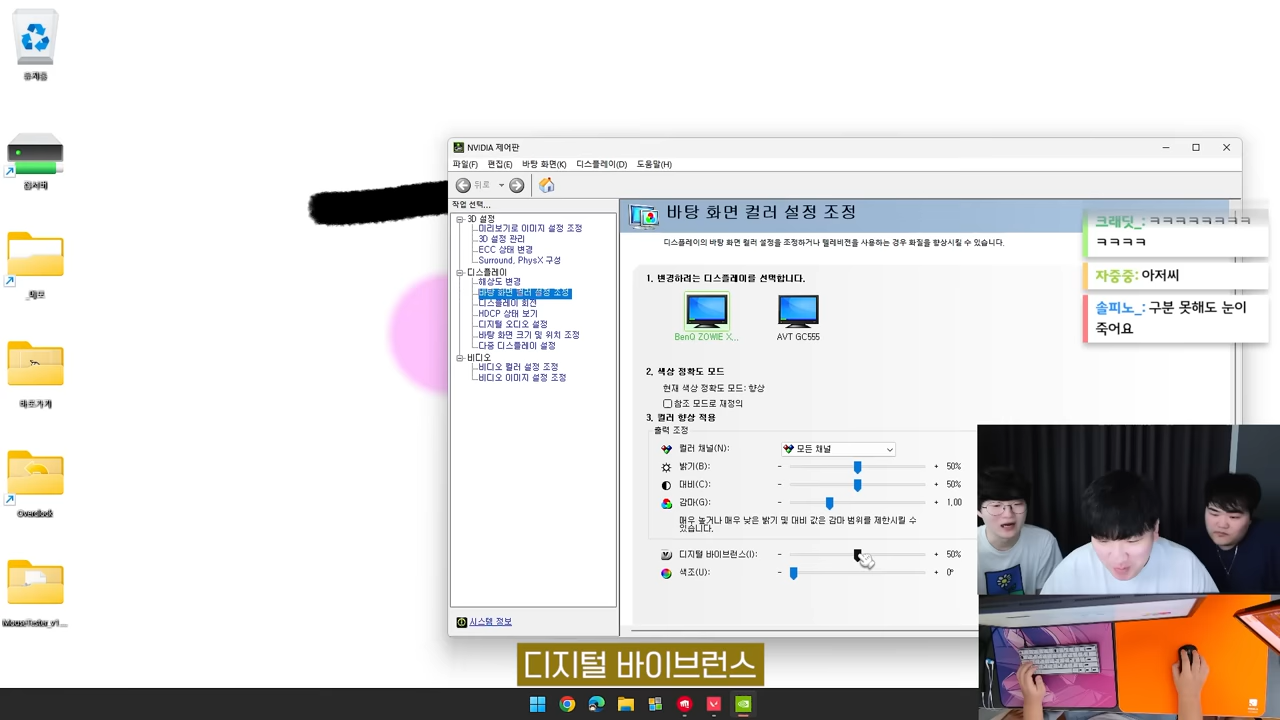 휴지통
NVIDIA 제어판
파일(F) 편집(E) 바탕 화면(K) 디스플레이(D) 도움말(H)
뒤로
작업 선택...
3D 설정
미리보기로 이미지 설정 조정
3D 설정 관리
ECC 상태 변경
Surround, PhysX 구성
디스플레이
해상도 변경
바탕 화면 컬러 설정 조정
디스플레이 회전
HDCP 상태 보기
디지털 오디오 설정
바탕 화면 크기 및 위치 조정
다중 디스플레이 설정
비디오
비디오 컬러 설정 조정
비디오 이미지 설정 조정
시스템 정보
바탕 화면 컬러 설정 조정
디스플레이의 바탕 화면 컬러 설정을 조정하거나 텔레비전을 사용하는 경우 화질을 향상시킬 수 있습니다.
1. 변경하려는 디스플레이를 선택합니다.
BenQ ZOWIE X...
AVT GC555
2. 색상 정확도 모드
현재 색상 정확도 모드: 향상
참조 모드로 재정의
3. 컬러 향상 적용
출력 조정
컬러 채널(N): 모든 채널
밝기(B): - + 50%
대비(C): - + 50%
감마(G): - + 1.00
매우 높거나 매우 낮은 밝기 및 대비 값은 감마 범위를 제한시킬 수
있습니다.
디지털 바이브런스(I): - + 50%
색조(U): - + 0°
크래딧_: ㅋㅋㅋㅋㅋㅋㅋㅋ
ㅋㅋㅋㅋ
자중중: 아저씨
솔피노_: 구분 못해도 눈이
죽어요
Overclock
MouseTester_v1....
디지털 바이브런스